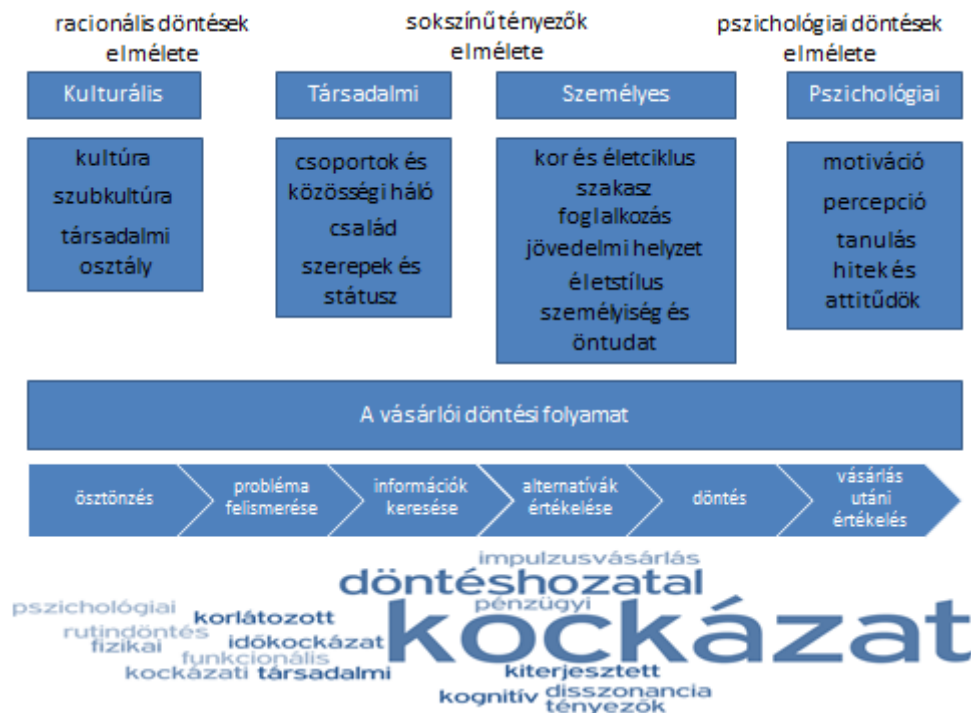 racionális döntések
elmélete
sokszínű tényezők
elmélete
pszichológiai döntések
elmélete
Kulturális
Társadalmi
Személyes
Pszichológiai
kultúra
szubkultúra
társadalmi
osztály
csoportok és
közösségi háló
család
szerepek és
státusz
kor és életciklus
szakasz
foglalkozás
jövedelmi helyzet
életstílus
személyiség és
öntudat
motiváció
percepció
tanulás
hitek és
attitűdök
A vásárlói döntési folyamat
ösztönzés
probléma
felismerése
információk
keresése
alternatívák
értékelése
döntés
vásárlás
utáni
értékelés
impulzusvásárlás
döntéshozatal
pszichológiai
korlátozott
pénzügyi
kockázat
rutindöntés
időkockázat
fizikai
funkcionális
kockázati
társadalmi
kiterjesztett
kognitív
disszonancia
tényezők